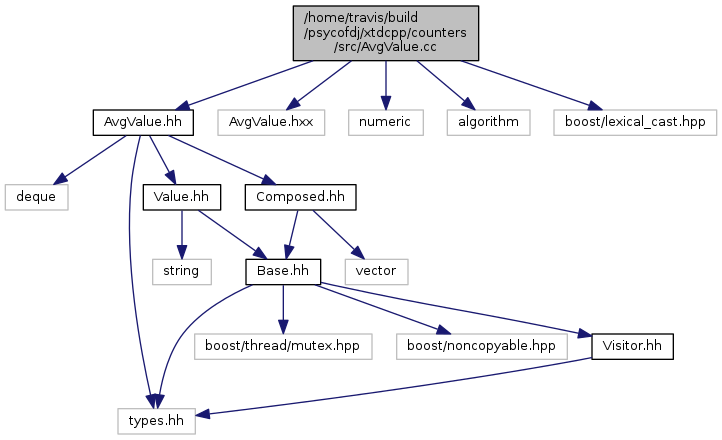 /home/travis/build
/psycofdj/xtdcpp/counters
/src/AvgValue.cc
AvgValue.hh
AvgValue.hxx
numeric
algorithm
boost/lexical_cast.hpp
deque
Value.hh
Composed.hh
string
Base.hh
vector
boost/thread/mutex.hpp
boost/noncopyable.hpp
Visitor.hh
types.hh